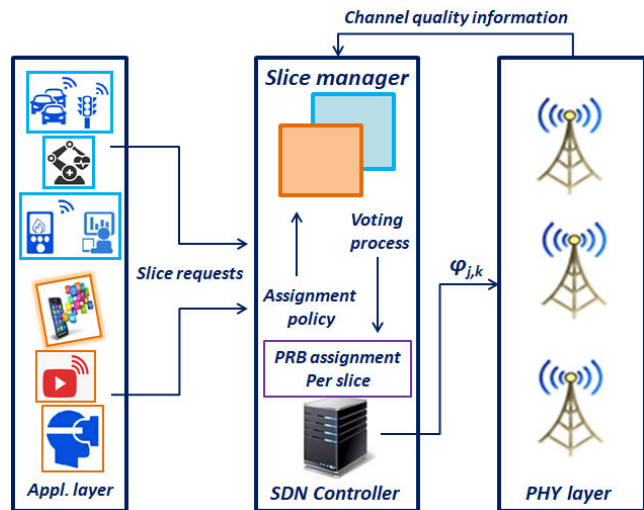 Channel quality information
Slice manager
Voting
process
Slice requests
Assignment
policy
φj,k
PRB assignment
Per slice
Appl. layer
SDN Controller
PHY layer